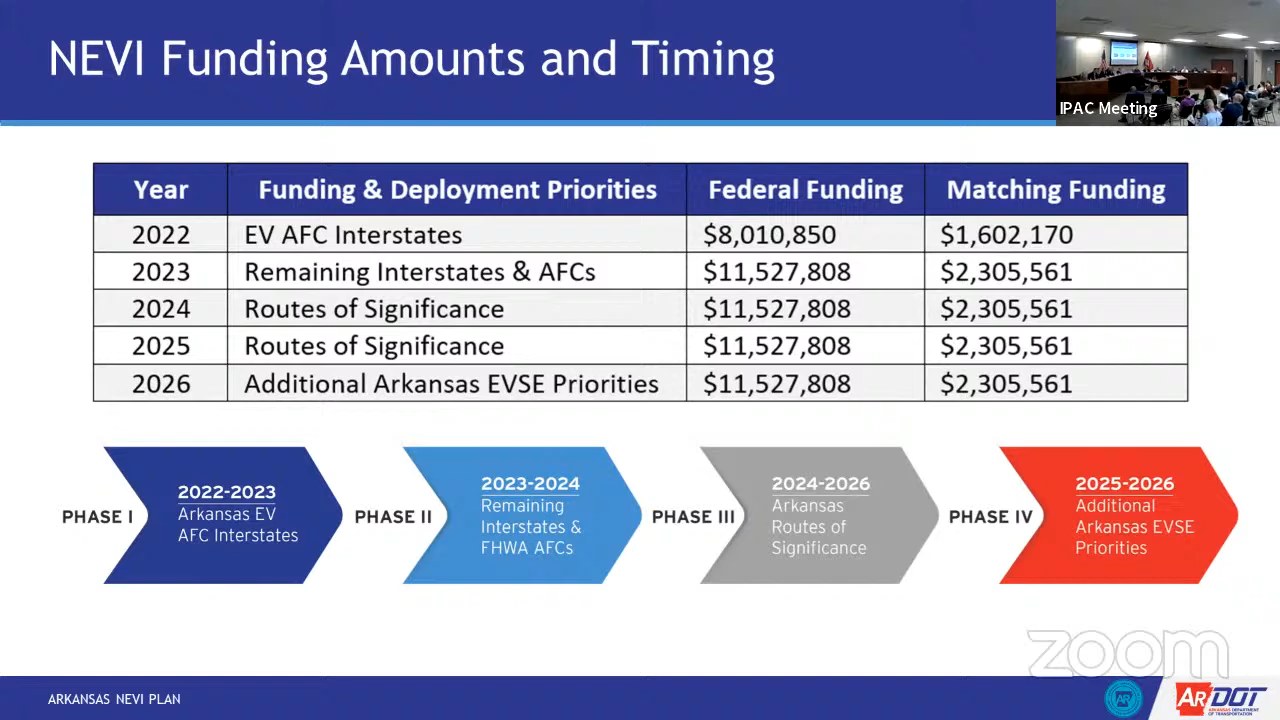 NEVI Funding Amounts and Timing
IPAC Meeting
Year Funding & Deployment Priorities Federal Funding Matching Funding
2022 EV AFC Interstates $8,010,850 $1,602,170
2023 Remaining Interstates & AFCs $11,527,808 $2,305,561
2024 Routes of Significance $11,527,808 $2,305,561
2025 Routes of Significance $11,527,808 $2,305,561
2026 Additional Arkansas EVSE Priorities $11,527,808 $2,305,561
PHASE I
2022-2023
Arkansas EV
AFC Interstates
PHASE II
2023-2024
Remaining
Interstates &
FHWA AFCs
PHASE III
2024-2026
Arkansas
Routes of
Significance
PHASE IV
2025-2026
Additional
Arkansas EVSE
Priorities
zoom
ARKANSAS NEVI PLAN
AR
ARDOT
ARKANSAS DEPARTMENT
OF TRANSPORTATION